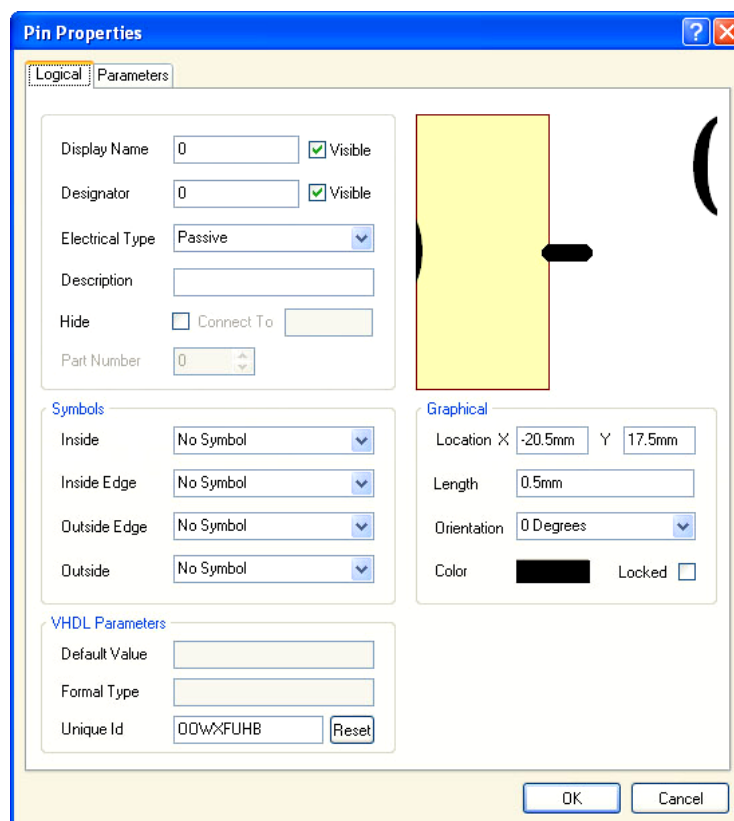 Pin Properties
Logical Parameters
Display Name 0 Visible
Designator 0 Visible
Electrical Type Passive
Description
Hide Connect To
Part Number 0
Symbols
Inside No Symbol
Inside Edge No Symbol
Outside Edge No Symbol
Outside No Symbol
Graphical
Location X -20.5mm Y 17.5mm
Length 0.5mm
Orientation 0 Degrees
Color Locked
VHDL Parameters
Default Value
Formal Type
Unique Id OOWXFUHB Reset
OK Cancel